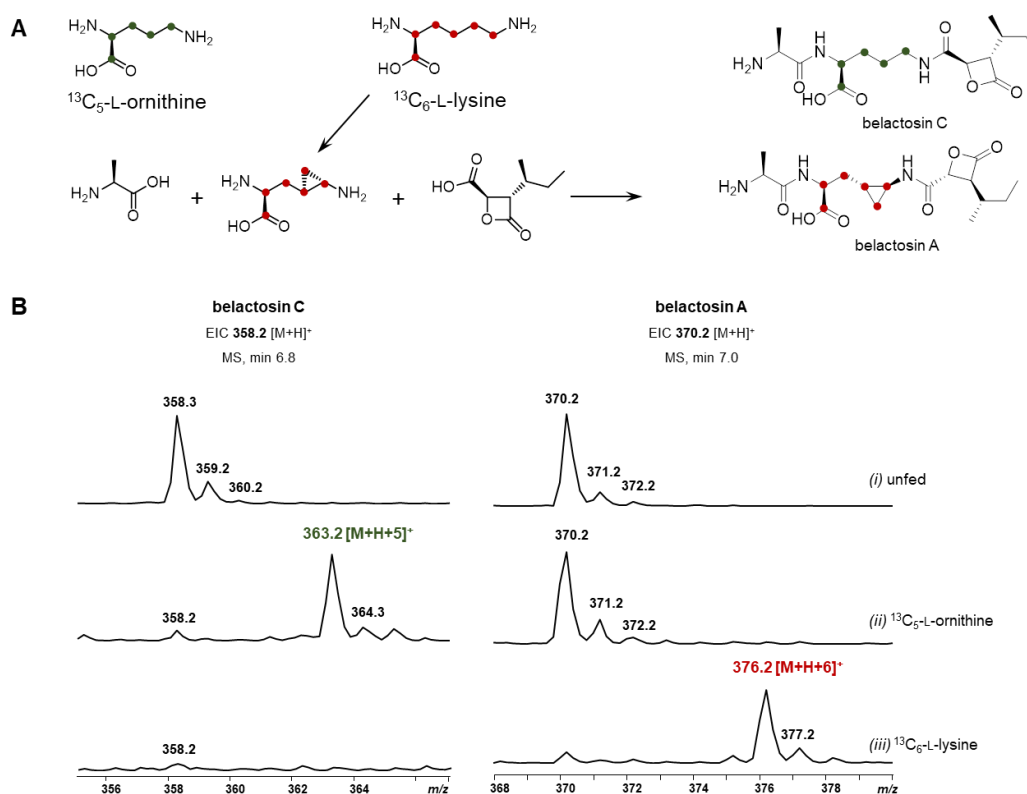 A
H₂N
NH₂
HO
O
¹³C₅-L-ornithine
H₂N
NH₂
HO
O
¹³C₆-L-lysine
H₂N
O
H
N
HO
O
N
H
O
O
O
belactosin C
H₂N
OH
O
+
H₂N
NH₂
HO
O
+
O
HO
O
O
H₂N
O
H
N
HO
O
H
N
O
O
O
belactosin A
B
belactosin C
EIC 358.2 [M+H]⁺
MS, min 6.8
belactosin A
EIC 370.2 [M+H]⁺
MS, min 7.0
358.3
359.2
360.2
370.2
371.2
372.2
(i) unfed
363.2 [M+H+5]⁺
358.2
364.3
370.2
371.2
372.2
(ii) ¹³C₅-L-ornithine
376.2 [M+H+6]⁺
358.2
377.2
(iii) ¹³C₆-L-lysine
356 358 360 362 364 m/z
368 370 372 374 376 378 m/z